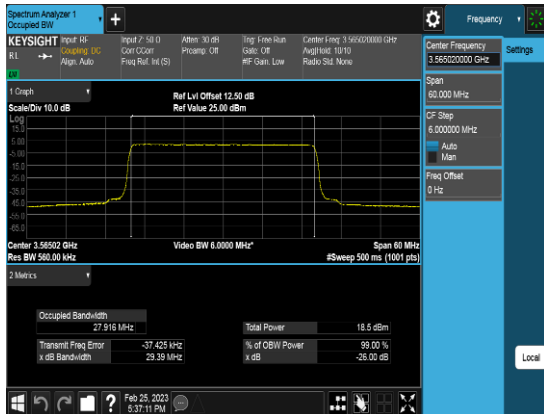 Spectrum Analyzer 1
Occupied BW
+
Frequency
KEYSIGHT
Input: RF
Coupling: DC
Align: Auto
Input Z: 50 Ω
Corr CCorr
Freq Ref: Int (S)
Atten: 30 dB
Preamp: Off
Trig: Free Run
Gate: Off
#IF Gain: Low
Center Freq: 3.565020000 GHz
Avg|Hold: 10/10
Radio Std: None
Center Frequency
3.565020000 GHz
Settings
Span
60.000 MHz
CF Step
6.000000 MHz
Auto
Man
Freq Offset
0 Hz
1 Graph
Scale/Div 10.0 dB
Ref Lvl Offset 12.50 dB
Ref Value 25.00 dBm
Log
15.0
5.00
-5.00
-15.0
-25.0
-35.0
-45.0
-55.0
-65.0
Center 3.56502 GHz
Res BW 560.00 kHz
Video BW 6.0000 MHz*
Span 60 MHz
#Sweep 500 ms (1001 pts)
2 Metrics
Occupied Bandwidth
27.916 MHz
Total Power
18.5 dBm
Transmit Freq Error
-37.425 kHz
% of OBW Power
99.00 %
x dB Bandwidth
29.39 MHz
x dB
-26.00 dB
Local
?
Feb 25, 2023
5:37:11 PM